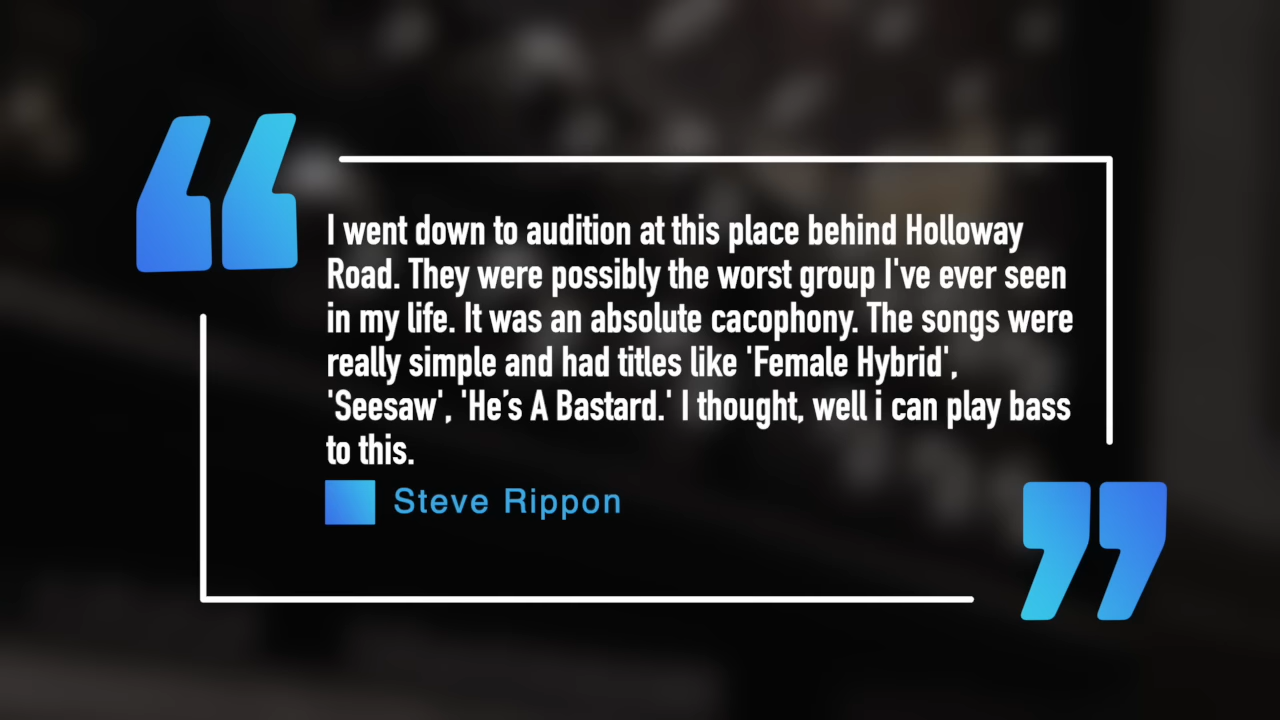 I went down to audition at this place behind Holloway
Road. They were possibly the worst group I've ever seen
in my life. It was an absolute cacophony. The songs were
really simple and had titles like 'Female Hybrid',
'Seesaw', 'He’s A Bastard.' I thought, well i can play bass
to this.
Steve Rippon